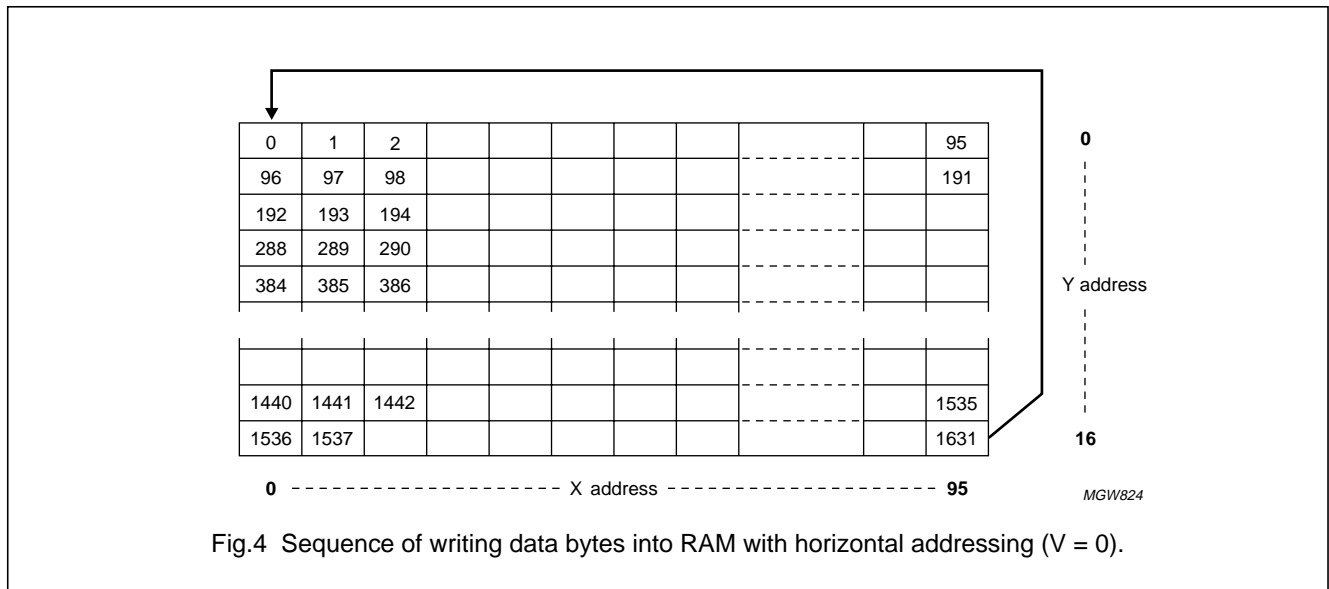 0 1 2 95 0
96 97 98 191
192 193 194
288 289 290
384 385 386 Y address
1440 1441 1442 1535
1536 1537 1631 16
0 X address 95 MGW824
Fig.4 Sequence of writing data bytes into RAM with horizontal addressing (V = 0).